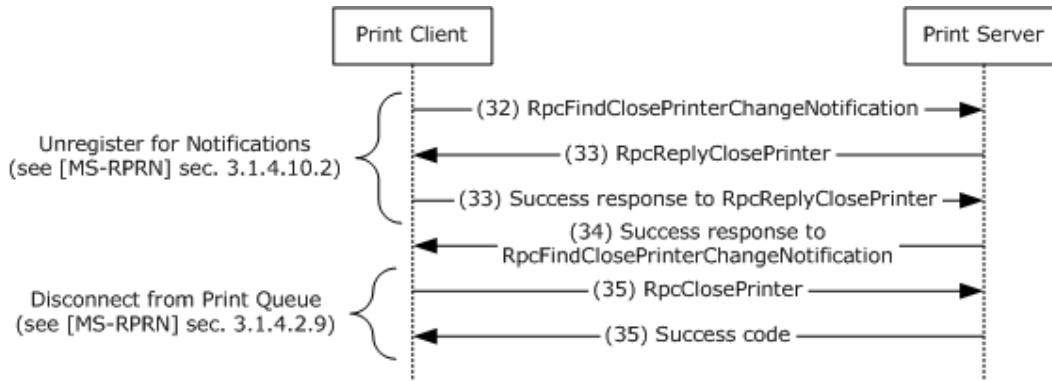 Print Client
Print Server
(32) RpcFindClosePrinterChangeNotification
Unregister for Notifications
(see [MS-RPRN] sec. 3.1.4.10.2)
(33) RpcReplyClosePrinter
(33) Success response to RpcReplyClosePrinter
(34) Success response to
RpcFindClosePrinterChangeNotification
Disconnect from Print Queue
(see [MS-RPRN] sec. 3.1.4.2.9)
(35) RpcClosePrinter
(35) Success code